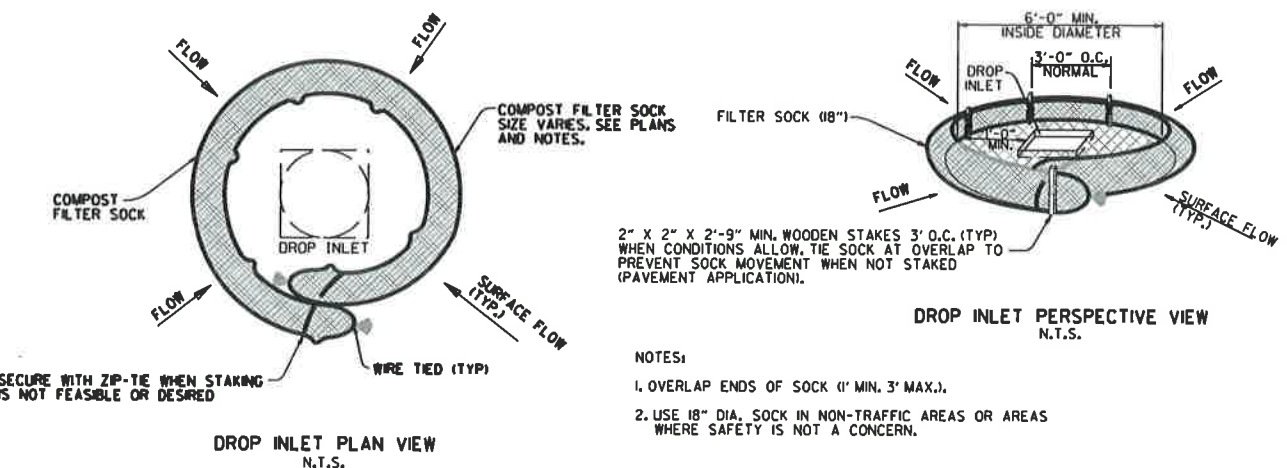 FLOW
FLOW
COMPOST FILTER SOCK
SIZE VARIES. SEE PLANS
AND NOTES.
COMPOST
FILTER SOCK
DROP INLET
FLOW
SURFACE FLOW
(TYP.)
WIRE TIED (TYP)
SECURE WITH ZIP-TIE WHEN STAKING
IS NOT FEASIBLE OR DESIRED
DROP INLET PLAN VIEW
N.T.S.
6'-0" MIN.
INSIDE DIAMETER
3'-0" O.C.
NORMAL
FLOW
DROP
INLET
FLOW
FILTER SOCK (18")
1'-0"
MIN.
FLOW
SURFACE FLOW
(TYP.)
2" X 2" X 2'-9" MIN. WOODEN STAKES 3' O.C. (TYP)
WHEN CONDITIONS ALLOW. TIE SOCK AT OVERLAP TO
PREVENT SOCK MOVEMENT WHEN NOT STAKED
(PAVEMENT APPLICATION).
DROP INLET PERSPECTIVE VIEW
N.T.S.
NOTES:
1. OVERLAP ENDS OF SOCK (1' MIN. 3' MAX.).
2. USE 18" DIA. SOCK IN NON-TRAFFIC AREAS OR AREAS
WHERE SAFETY IS NOT A CONCERN.